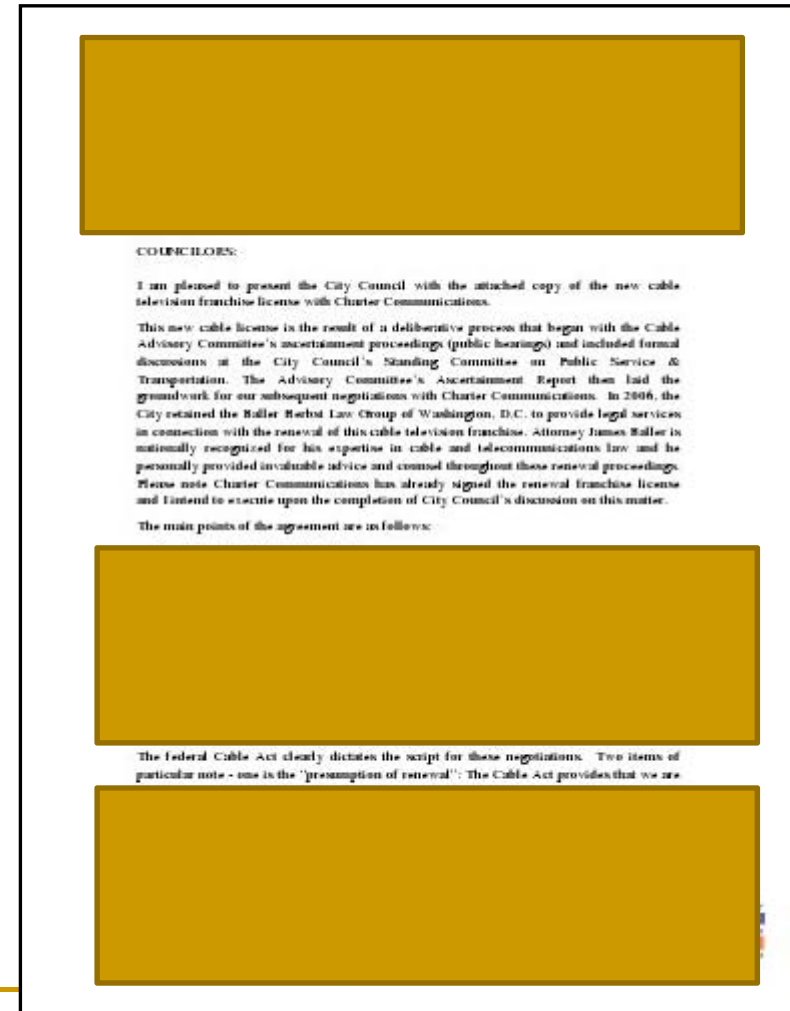 COUNCILORS:
I am pleased to present the City Council with the attached copy of the new cable
television franchise license with Charter Communications.
This new cable license is the result of a deliberative process that began with the Cable
Advisory Committee's ascertainment proceedings (public hearings) and included formal
discussions at the City Council's Standing Committee on Public Service &
Transportation. The Advisory Committee's Ascertainment Report then laid the
groundwork for our subsequent negotiations with Charter Communications. In 2006, the
City retained the Baller Herbst Law Group of Washington, D.C. to provide legal services
in connection with the renewal of this cable television franchise. Attorney James Baller is
nationally recognized for his expertise in cable and telecommunications law and he
personally provided invaluable advice and counsel throughout these renewal proceedings.
Please note Charter Communications has already signed the renewal franchise license
and I intend to execute upon the completion of City Council's discussion on this matter.
The main points of the agreement are as follows:
The federal Cable Act clearly dictates the script for these negotiations. Two items of
particular note - one is the "presumption of renewal": The Cable Act provides that we are